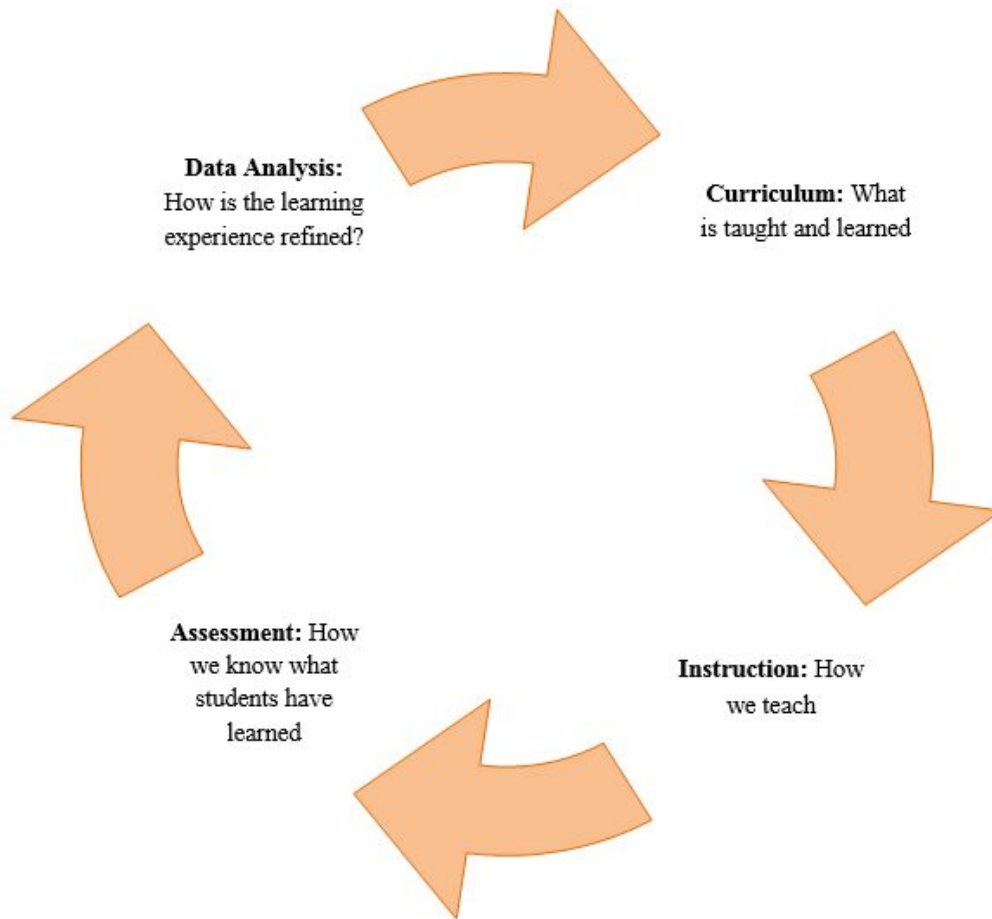 Data Analysis:
How is the learning
experience refined?
Curriculum: What
is taught and learned
Instruction: How
we teach
Assessment: How
we know what
students have
learned